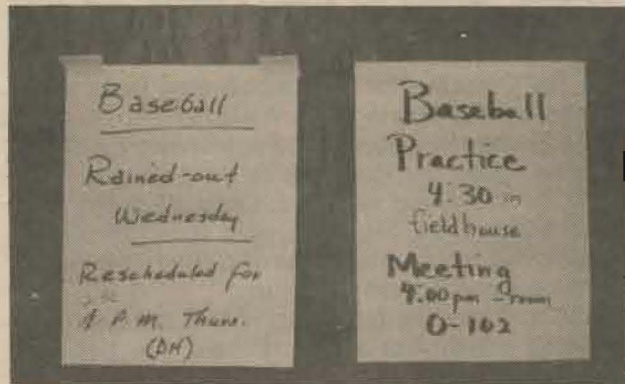 Baseball
Rained-out
Wednesday
Rescheduled for
P.M. Thurs.
(DH)
Baseball
Practice
4:30 in
fieldhouse
Meeting
4:00 pm - room
O-102